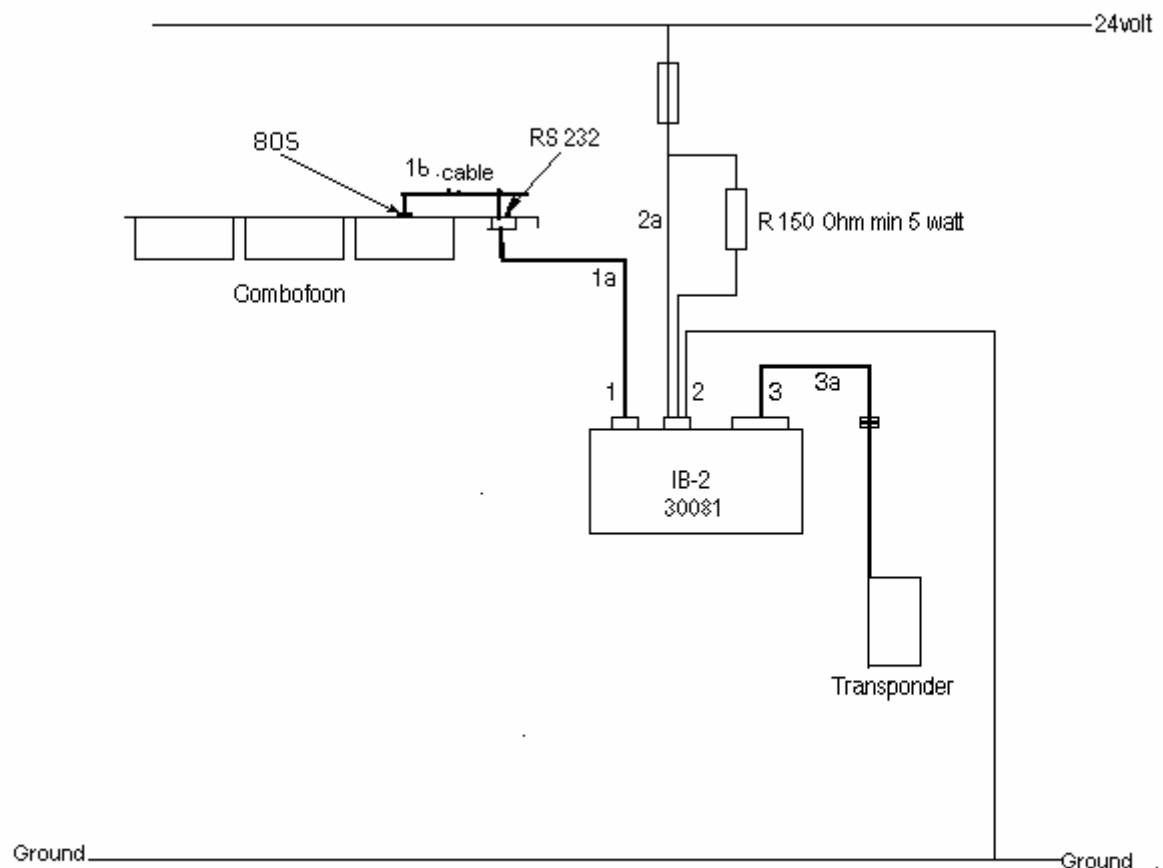 24volt
80S
RS 232
1b . cable
2a
R 150 Ohm min 5 watt
1a
Combofoon
1
2
3
3a
IB-2
30081
Transponder
Ground
Ground